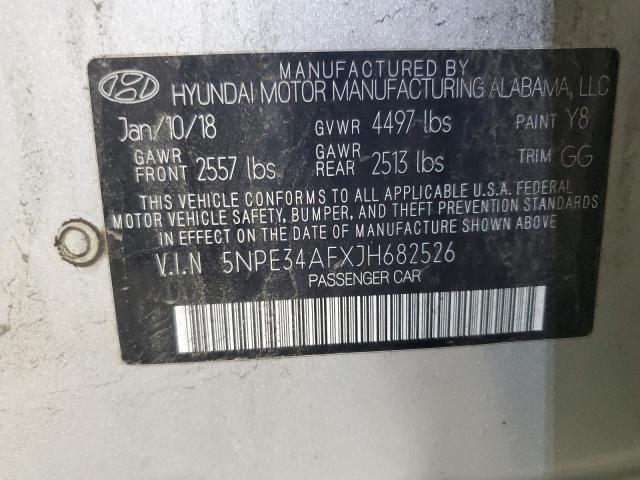 MANUFACTURED BY
HYUNDAI MOTOR MANUFACTURING ALABAMA, LLC
Jan/10/18 GVWR 4497 lbs PAINT Y8
GAWR FRONT 2557 lbs GAWR REAR 2513 lbs TRIM GG
THIS VEHICLE CONFORMS TO ALL APPLICABLE U.S.A. FEDERAL
MOTOR VEHICLE SAFETY, BUMPER, AND THEFT PREVENTION STANDARDS
IN EFFECT ON THE DATE OF MANUFACTURE SHOWN ABOVE.
V.I.N 5NPE34AFXJH682526
PASSENGER CAR